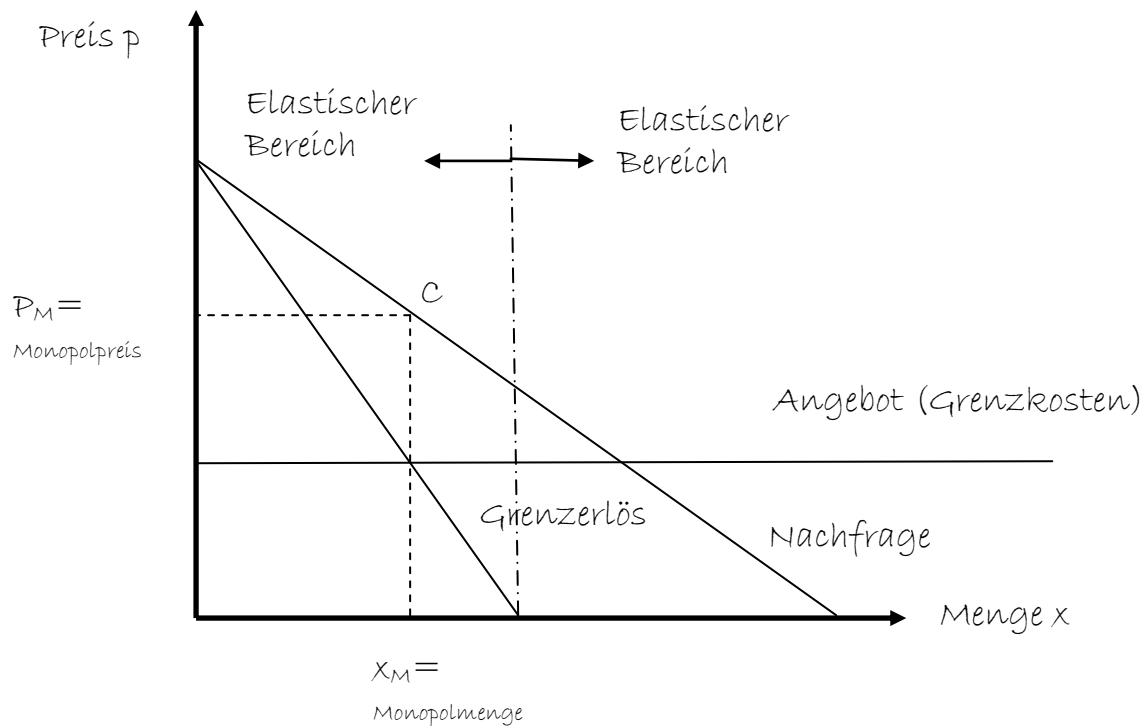 Preis p
Elastischer
Bereich
Elastischer
Bereich
C
PM=
Monopolpreis
Angebot (Grenzkosten)
Grenzerlös
Nachfrage
Menge x
xM=
Monopolmenge